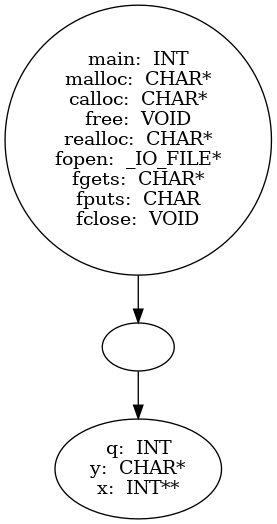 main:  INT
malloc:  CHAR*
calloc:  CHAR*
free:  VOID
realloc:  CHAR*
fopen:  _IO_FILE*
fgets:  CHAR*
fputs:  CHAR
fclose:  VOID
q:  INT
y:  CHAR*
x:  INT**